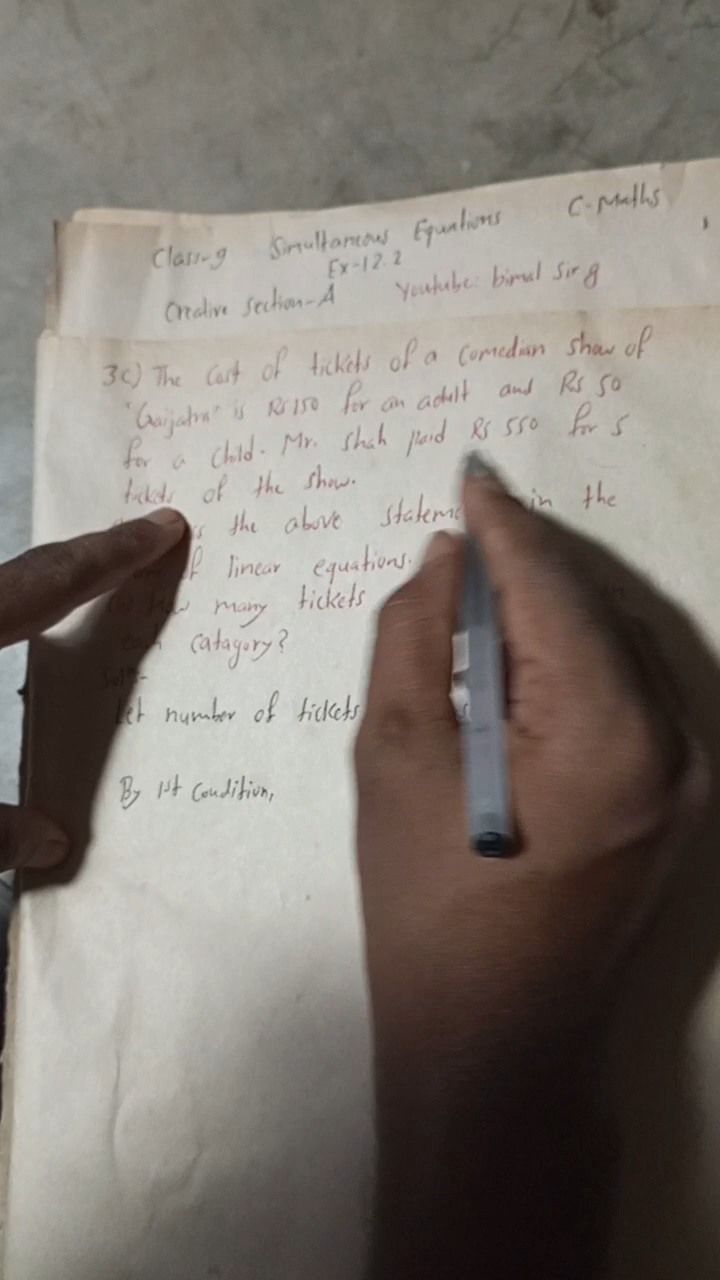 Class-9 Simultaneous Equations C-Maths
Ex-12.2
Creative Section-A Youtube: bimal sir g
3c) The Cost of tickets of a Comedian show of
"Gaijatra" is RS 150 for an adult and RS 50
for a child. Mr. Shah paid RS 550 for 5
tickets of the show.
the above in the
linear equations.
many tickets
catagory?
Let number of tickets
By 1st Condition,